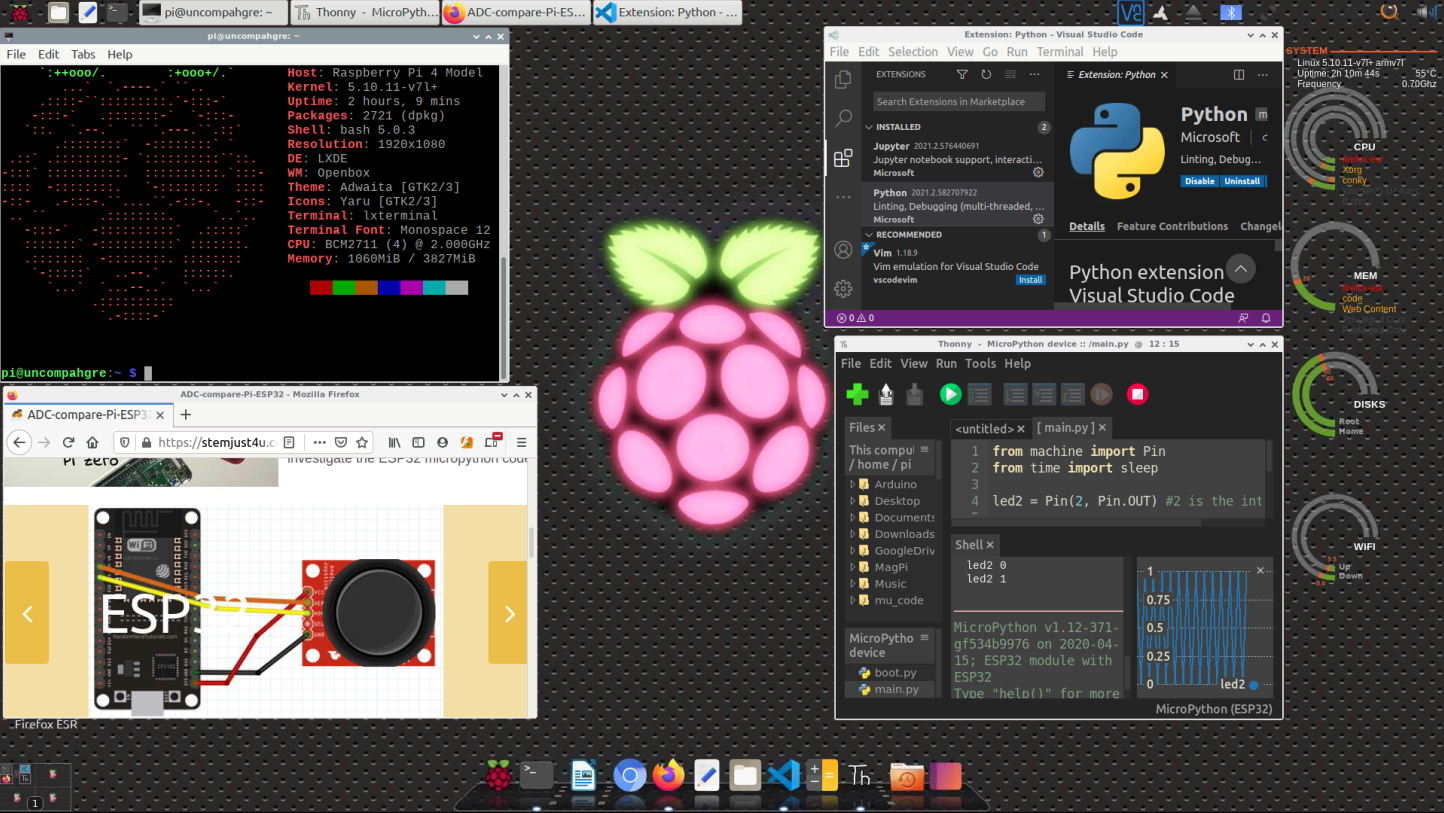 pi@uncompahgre: ~
Thonny - MicroPyth...
ADC-compare-Pi-ES...
Extension: Python - ...
pi@uncompahgre: ~
File Edit Tabs Help
`:++ooo/. :+ooo+/.`
Host: Raspberry Pi 4 Model
Kernel: 5.10.11-v7l+
Uptime: 2 hours, 9 mins
Packages: 2721 (dpkg)
Shell: bash 5.0.3
Resolution: 1920x1080
DE: LXDE
WM: Openbox
Theme: Adwaita [GTK2/3]
Icons: Yaru [GTK2/3]
Terminal: lxterminal
Terminal Font: Monospace 12
CPU: BCM2711 (4) @ 2.000GHz
Memory: 1060MiB / 3827MiB
pi@uncompahgre:~ $
ADC-compare-Pi-ESP32 - Mozilla Firefox
ADC-compare-Pi-ESP32
https://stemjust4u.c
Pi zero
Investigate the ESP32 micropython code
WiFi
ESP32
Firefox ESR
1
Extension: Python - Visual Studio Code
File Edit Selection View Go Run Terminal Help
EXTENSIONS
Search Extensions in Marketplace
INSTALLED 2
Jupyter 2021.2.576440691
Jupyter notebook support, interacti...
Microsoft
Python 2021.2.582707922
Linting, Debugging (multi-threaded, ...
Microsoft
RECOMMENDED 1
Vim 1.18.9
Vim emulation for Visual Studio Code
vscodevim Install
Extension: Python
Python m
Microsoft
Linting, Debug...
Disable Uninstall
Details Feature Contributions Changel
Python extension
Visual Studio Code
0 0
Thonny - MicroPython device :: /main.py @ 12 : 15
File Edit View Run Tools Help
Files
This comput
/ home / pi
Arduino
Desktop
Documents
Downloads
GoogleDriv
MagPi
Music
mu_code
MicroPytho
device
boot.py
main.py
<untitled> [ main.py ]
1 from machine import Pin
2 from time import sleep
3
4 led2 = Pin(2, Pin.OUT) #2 is the int
Shell
led2 0
led2 1
MicroPython v1.12-371-
gf534b9976 on 2020-04-
15; ESP32 module with
ESP32
Type "help()" for more
1
0.75
0.5
0.25
0
led2
MicroPython (ESP32)
SYSTEM
Linux 5.10.11-v7l+ armv7l
Uptime: 2h 10m 44s 55°C
Frequency 0.70Ghz
CPU
firefox-esr
Xorg
conky
MEM
firefox-esr
code
Web Content
DISKS
Root
Home
WIFI
Up
Down
Th